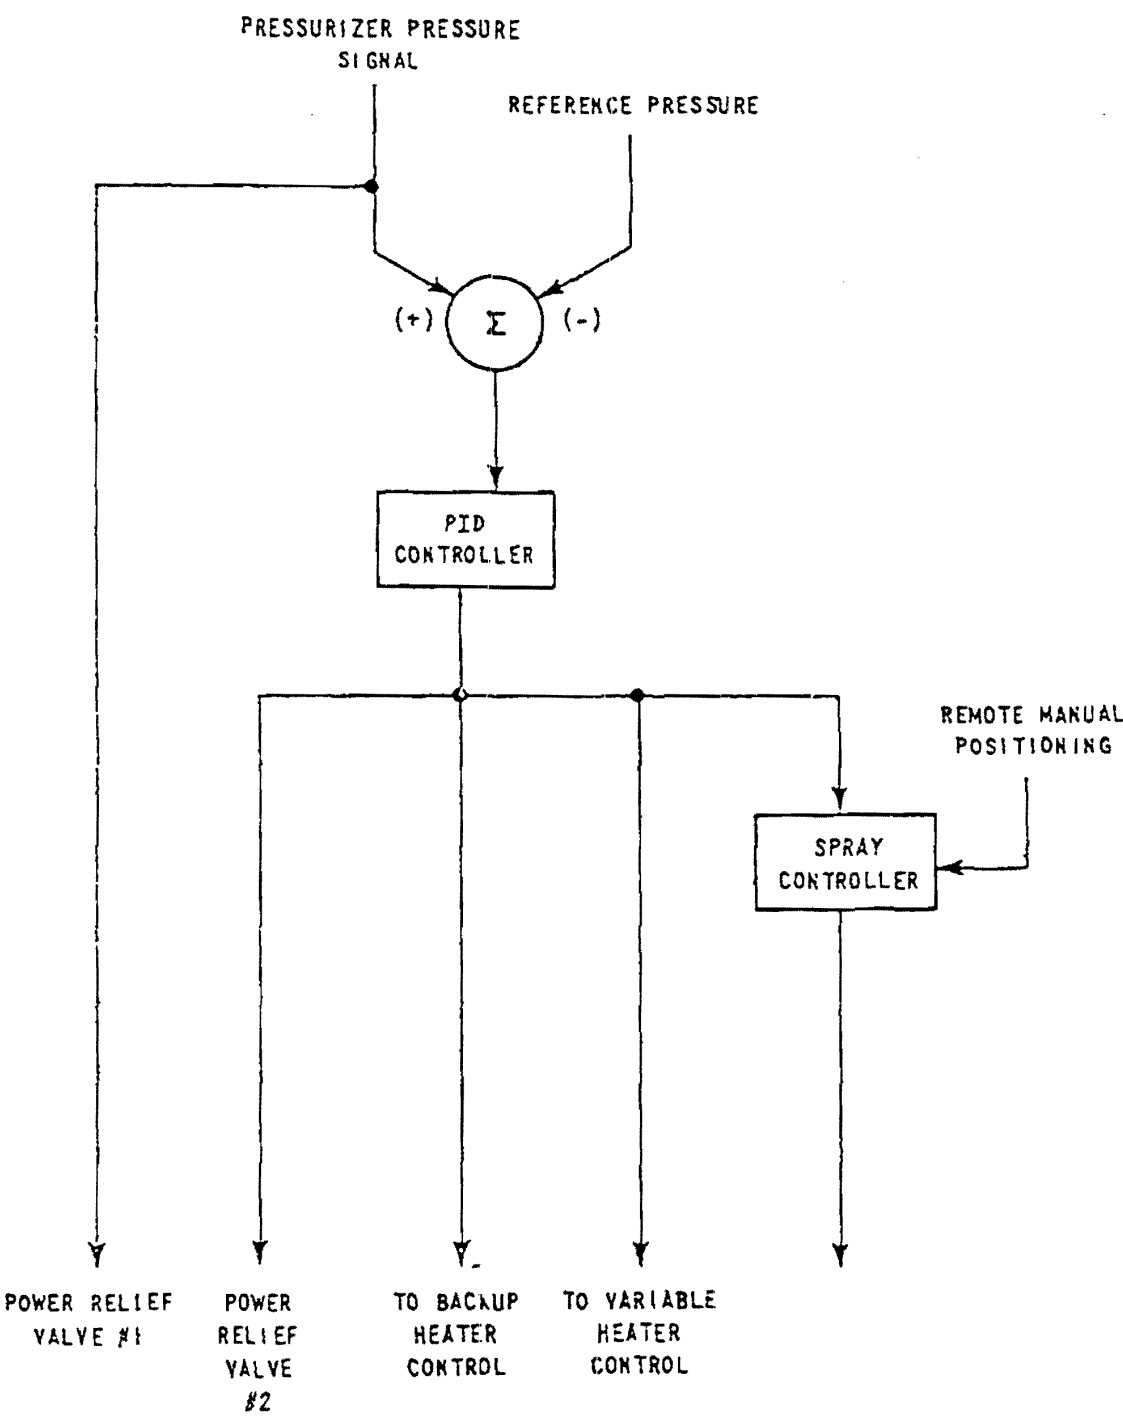 PRESSURIZER PRESSURE
SIGNAL
REFERENCE PRESSURE
(+)
Σ
(-)
PID
CONTROLLER
REMOTE MANUAL
POSITIONING
SPRAY
CONTROLLER
POWER RELIEF
VALVE #1
POWER
RELIEF
VALVE
#2
TO BACKUP
HEATER
CONTROL
TO VARIABLE
HEATER
CONTROL